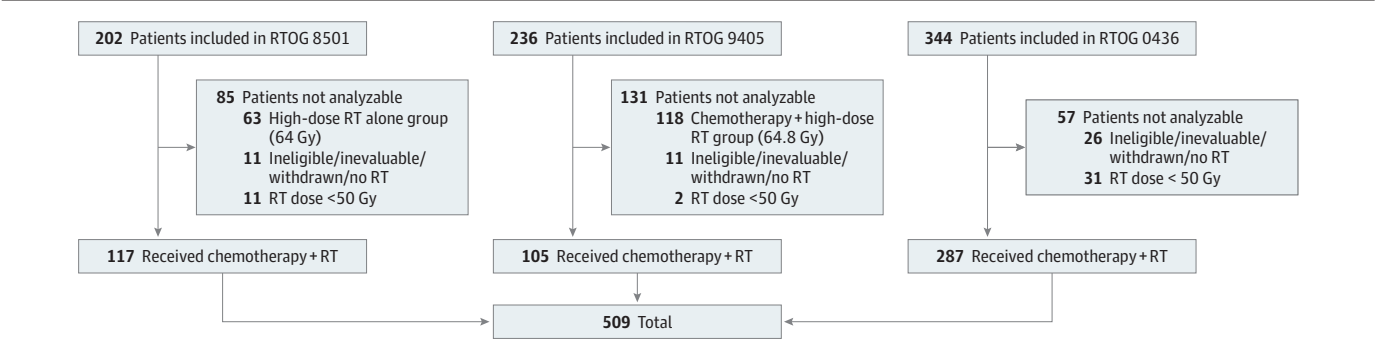 202 Patients included in RTOG 8501
85 Patients not analyzable
63 High-dose RT alone group
(64 Gy)
11 Ineligible/inevaluable/
withdrawn/no RT
11 RT dose <50 Gy
117 Received chemotherapy + RT
236 Patients included in RTOG 9405
131 Patients not analyzable
118 Chemotherapy + high-dose
RT group (64.8 Gy)
11 Ineligible/inevaluable/
withdrawn/no RT
2 RT dose <50 Gy
105 Received chemotherapy + RT
344 Patients included in RTOG 0436
57 Patients not analyzable
26 Ineligible/inevaluable/
withdrawn/no RT
31 RT dose < 50 Gy
287 Received chemotherapy + RT
509 Total